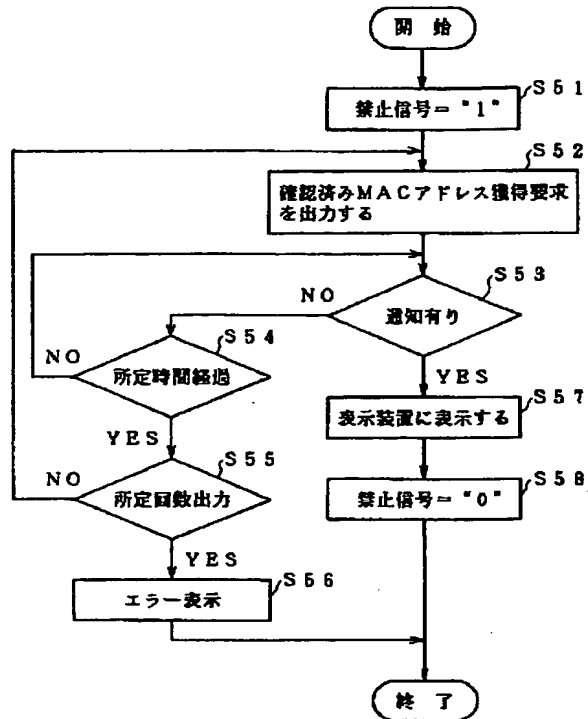 開 始
S51
禁止信号="1"
S52
確認済みMACアドレス獲得要求
を出力する
S53
通知有り
NO
YES
S54
所定時間経過
NO
YES
S55
所定回数出力
NO
YES
S56
エラー表示
S57
表示装置に表示する
S58
禁止信号="0"
終 了